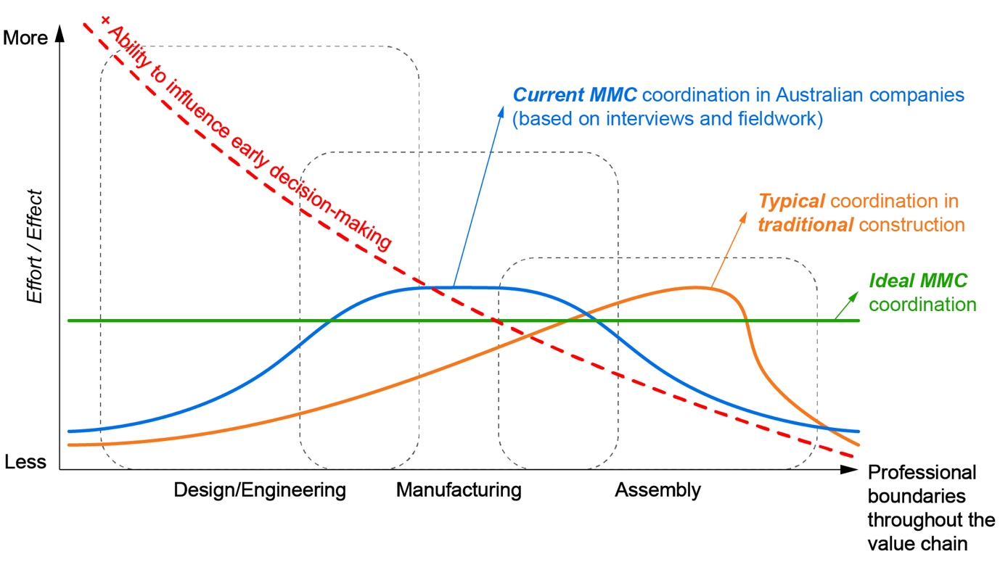 More
+ Ability to influence early decision-making
Current MMC coordination in Australian companies
(based on interviews and fieldwork)
Typical coordination in
traditional construction
Ideal MMC
coordination
Effort / Effect
Less
Design/Engineering
Manufacturing
Assembly
Professional
boundaries
throughout the
value chain